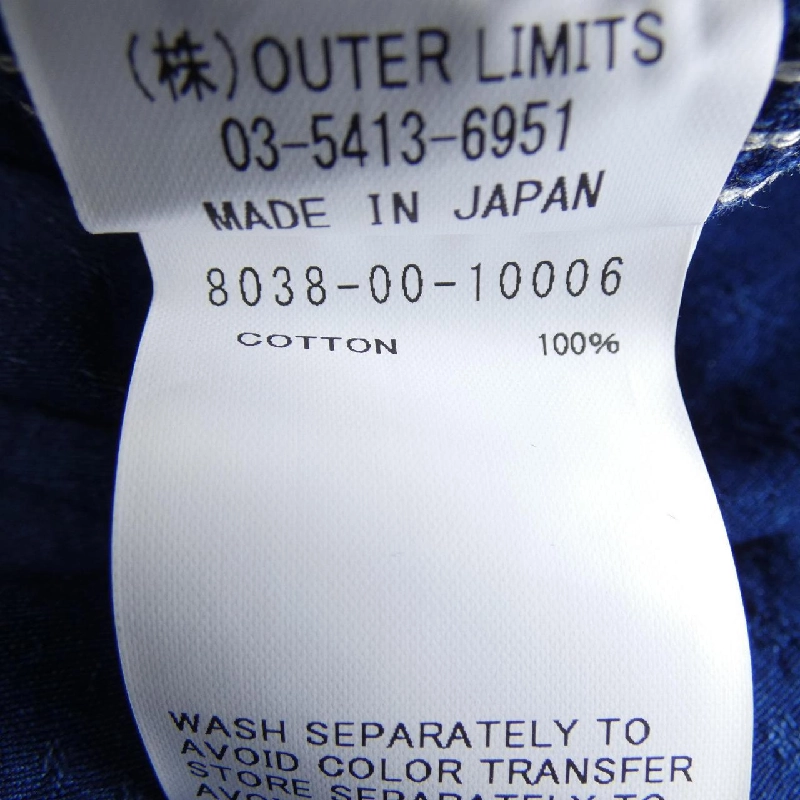 (株)OUTER LIMITS
03-5413-6951
MADE IN JAPAN
8038-00-10006
COTTON 100%
WASH SEPARATELY TO
AVOID COLOR TRANSFER
STORE SEPARATELY TO